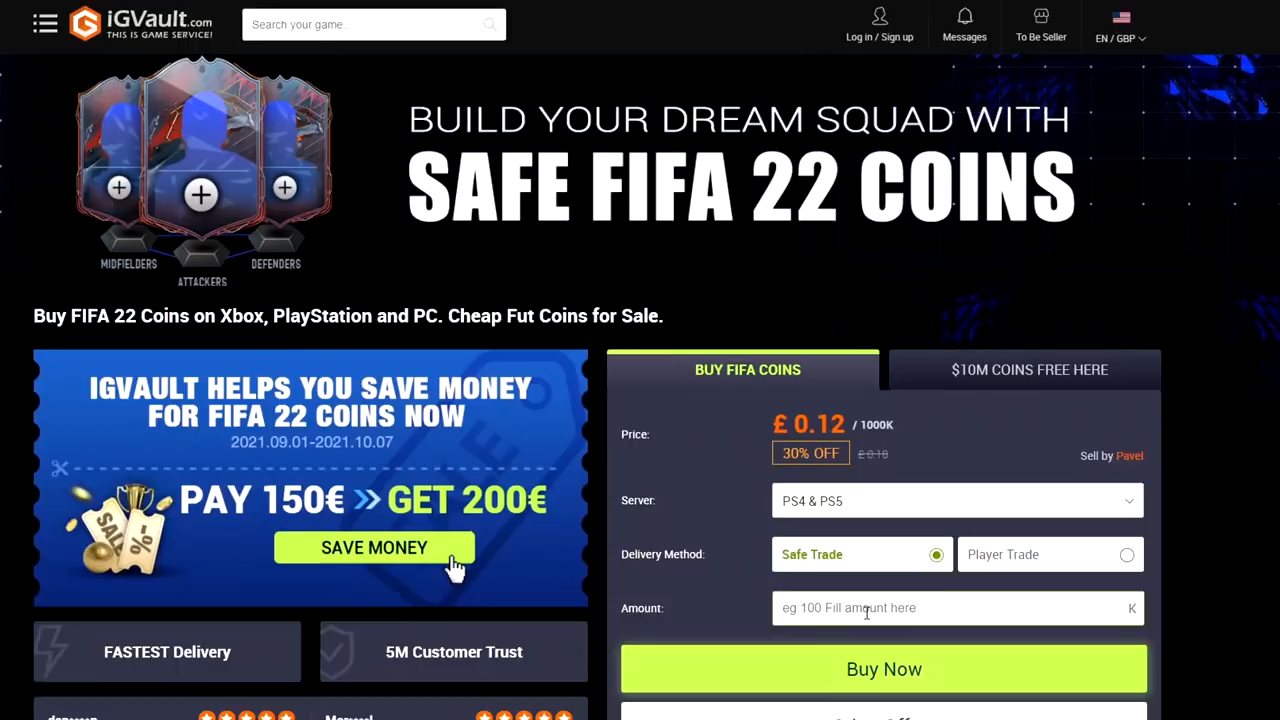 iGVault.com
THIS IS GAME SERVICE!
Search your game..
Log in / Sign up
Messages
To Be Seller
EN / GBP
BUILD YOUR DREAM SQUAD WITH
SAFE FIFA 22 COINS
MIDFIELDERS
DEFENDERS
ATTACKERS
Buy FIFA 22 Coins on Xbox, PlayStation and PC. Cheap Fut Coins for Sale.
IGVAULT HELPS YOU SAVE MONEY
FOR FIFA 22 COINS NOW
2021.09.01-2021.10.07
PAY 150€ >> GET 200€
SALE
%-
SAVE MONEY
FASTEST Delivery
5M Customer Trust
BUY FIFA COINS
$10M COINS FREE HERE
Price:
£ 0.12 / 1000K
30% OFF £ 0.18
Sell by Pavel
Server:
PS4 & PS5
Delivery Method:
Safe Trade
Player Trade
Amount:
eg.100 Fill amount here
K
Buy Now